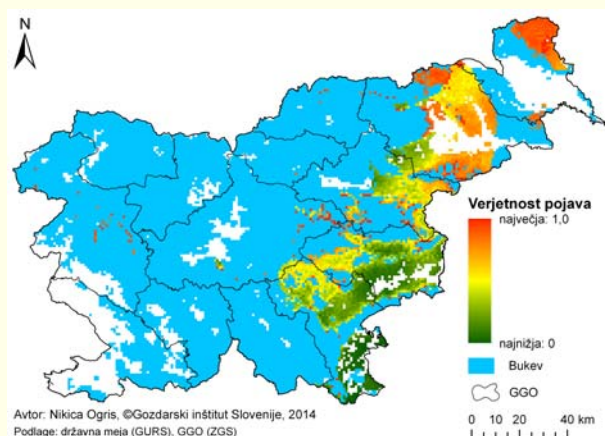 N
Verjetnost pojava
največja: 1,0
najnižja: 0
Bukev
GGO
Avtor: Nikica Ogris, ©Gozdarski inštitut Slovenije, 2014
Podlage: državna meja (GURS), GGO (ZGS)
0 10 20 40 km